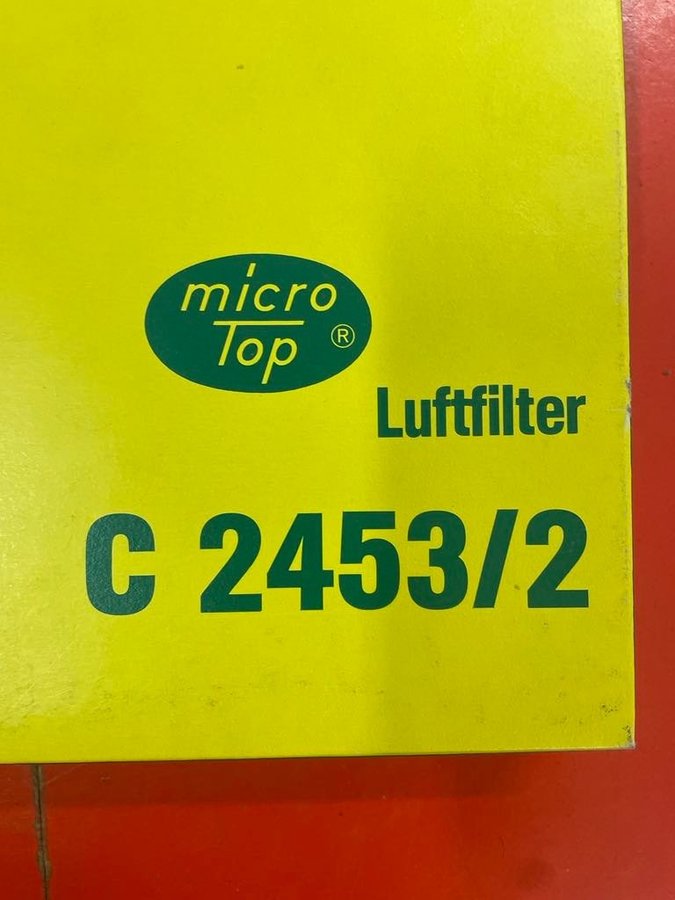 micro
Top ®
Luftfilter
C 2453/2